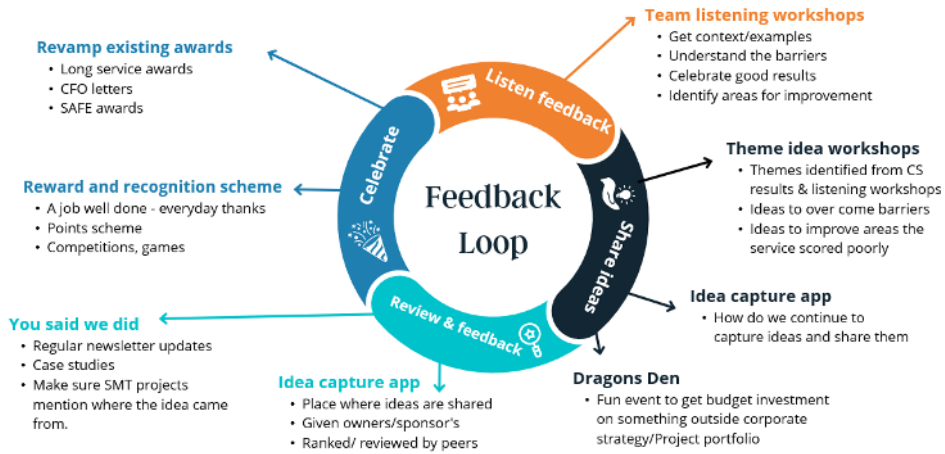 Team listening workshops
• Get context/examples
• Understand the barriers
• Celebrate good results
• Identify areas for improvement
Revamp existing awards
• Long service awards
• CFO letters
• SAFE awards
Listen feedback
Theme idea workshops
• Themes identified from CS
results & listening workshops
• Ideas to over come barriers
• Ideas to improve areas the
service scored poorly
Celebrate
Feedback
Loop
Share ideas
Reward and recognition scheme
• A job well done - everyday thanks
• Points scheme
• Competitions, games
Idea capture app
• How do we continue to
capture ideas and share them
Review & feedback
You said we did
• Regular newsletter updates
• Case studies
• Make sure SMT projects
mention where the idea came
from.
Idea capture app
• Place where ideas are shared
• Given owners/sponsor's
• Ranked/ reviewed by peers
Dragons Den
• Fun event to get budget investment
on something outside corporate
strategy/Project portfolio